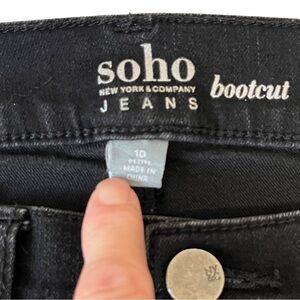 soho
NEW YORK & COMPANY
JEANS
bootcut
10
PETITE
MADE IN
CHINA